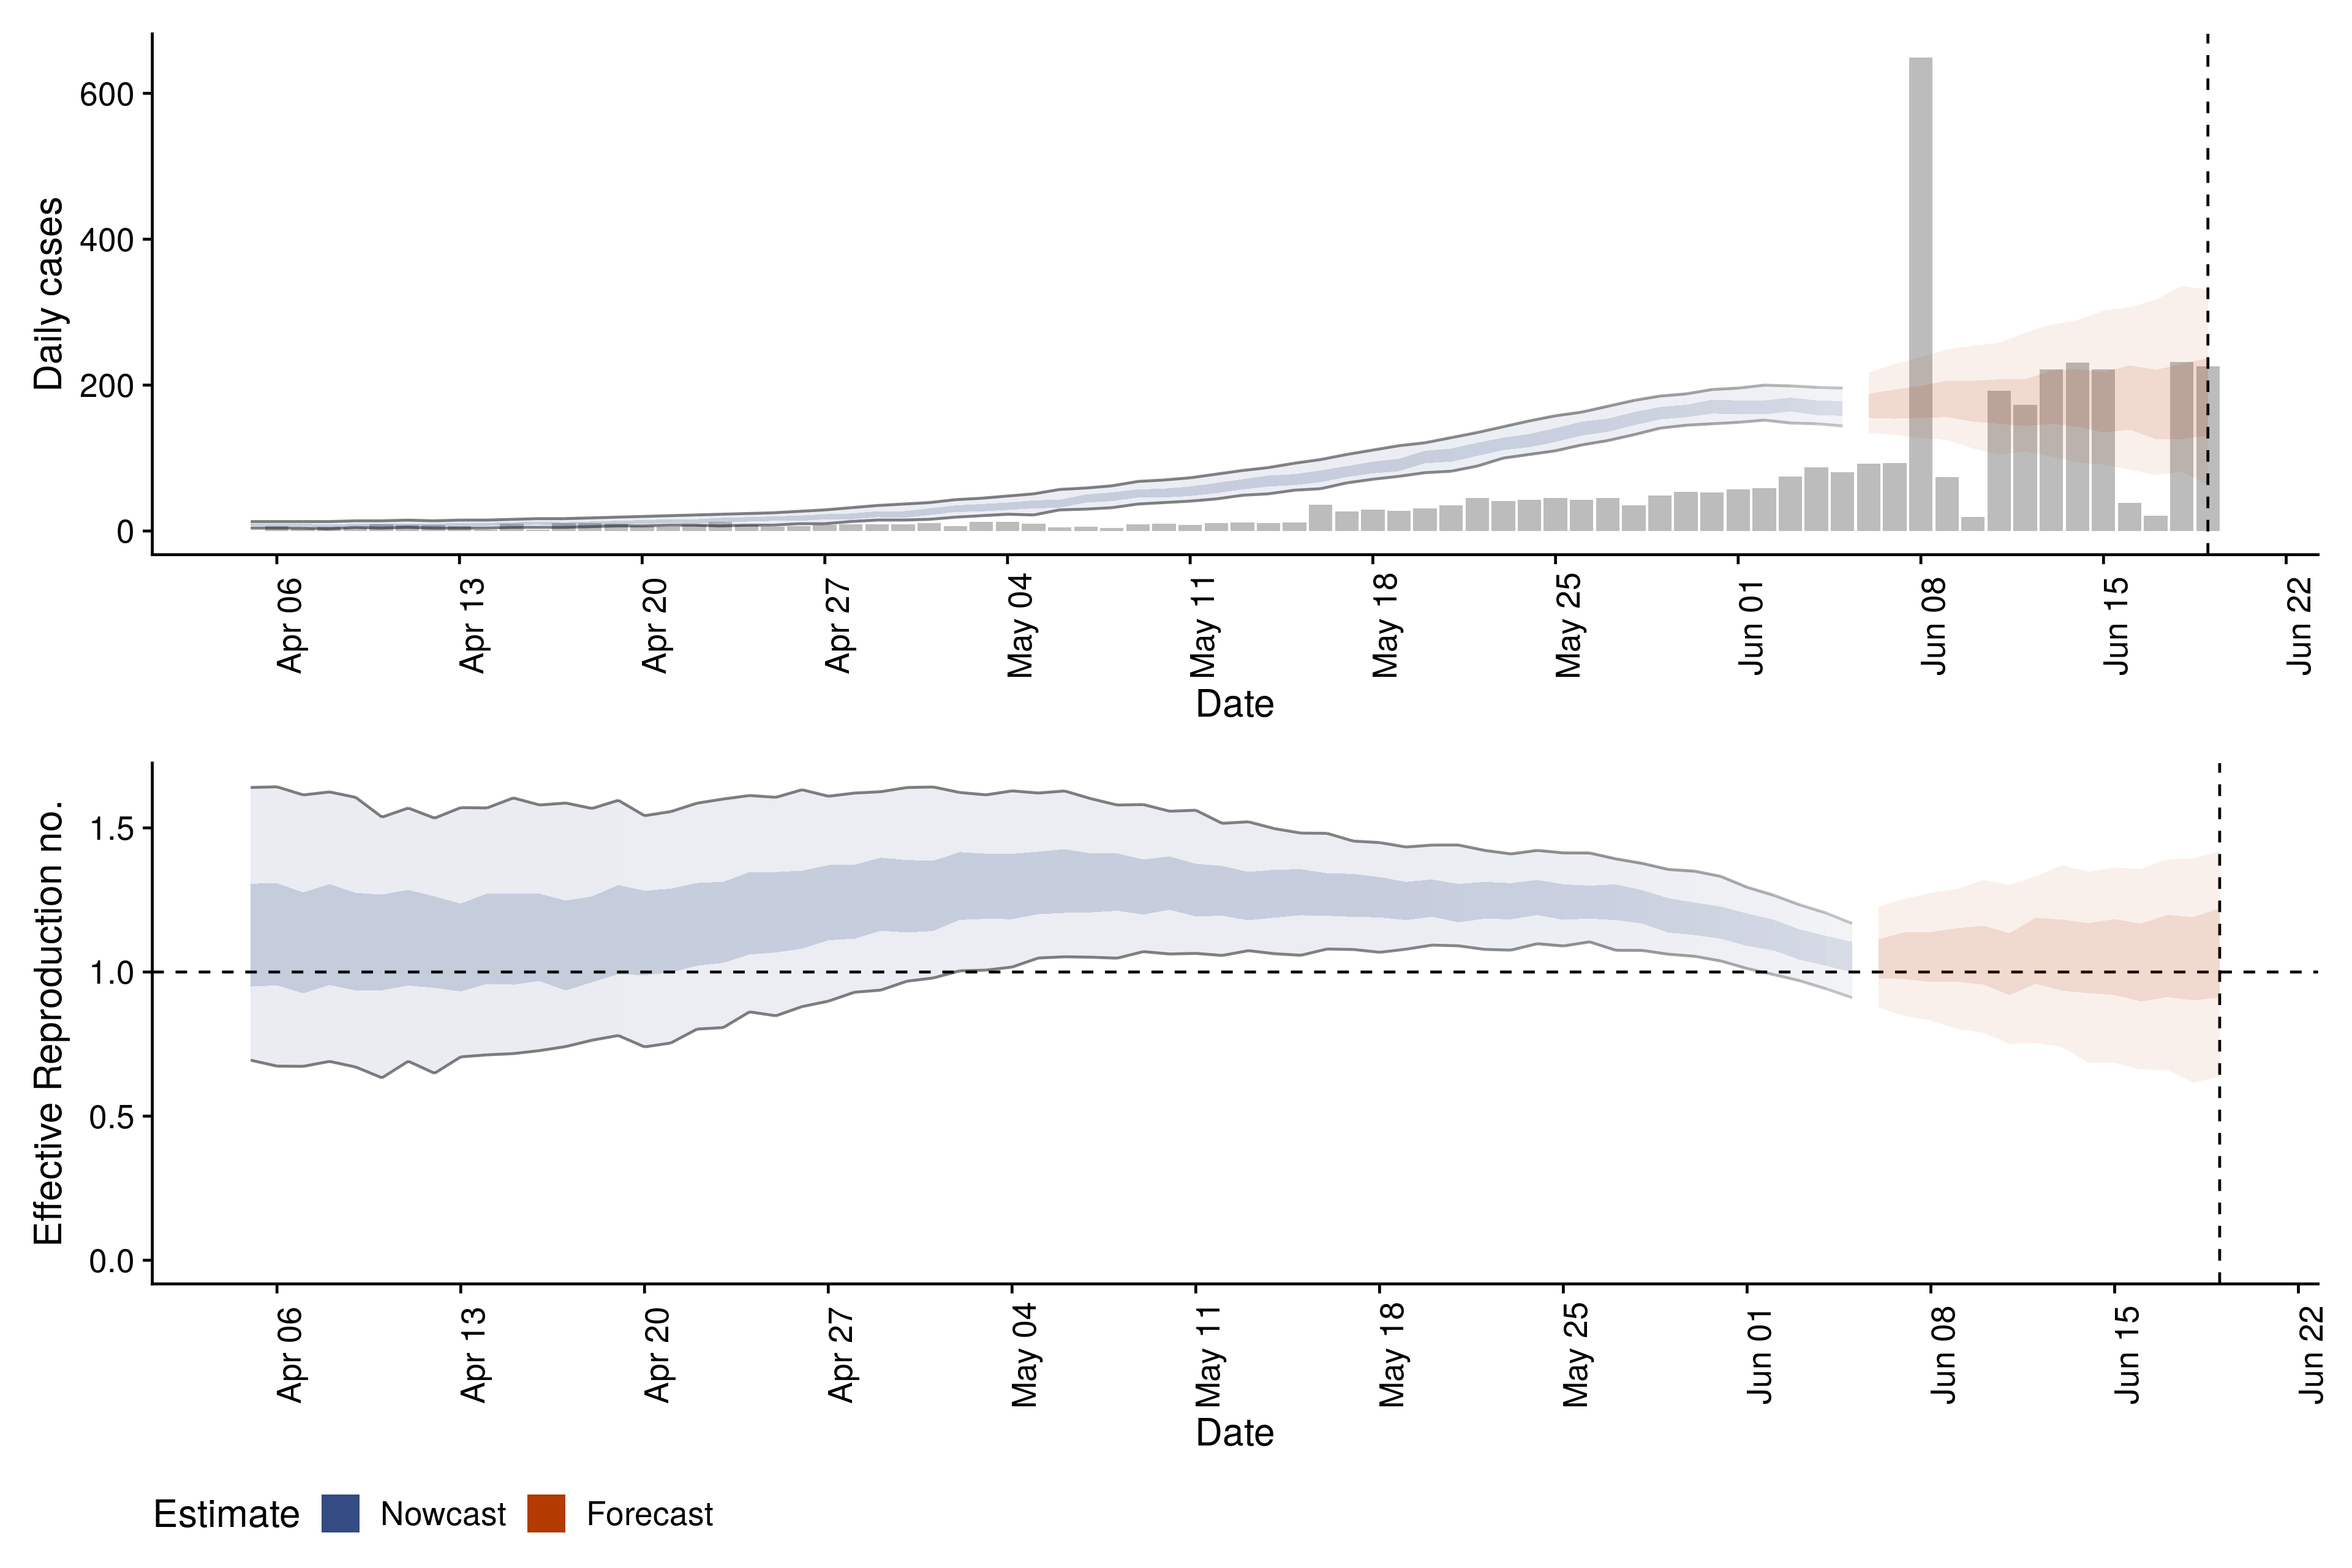 Daily cases
600
400
200
0
Apr 06
Apr 13
Apr 20
Apr 27
May 04
May 11
May 18
May 25
Jun 01
Jun 08
Jun 15
Jun 22
Date
Effective Reproduction no.
1.5
1.0
0.5
0.0
Apr 06
Apr 13
Apr 20
Apr 27
May 04
May 11
May 18
May 25
Jun 01
Jun 08
Jun 15
Jun 22
Date
Estimate Nowcast Forecast